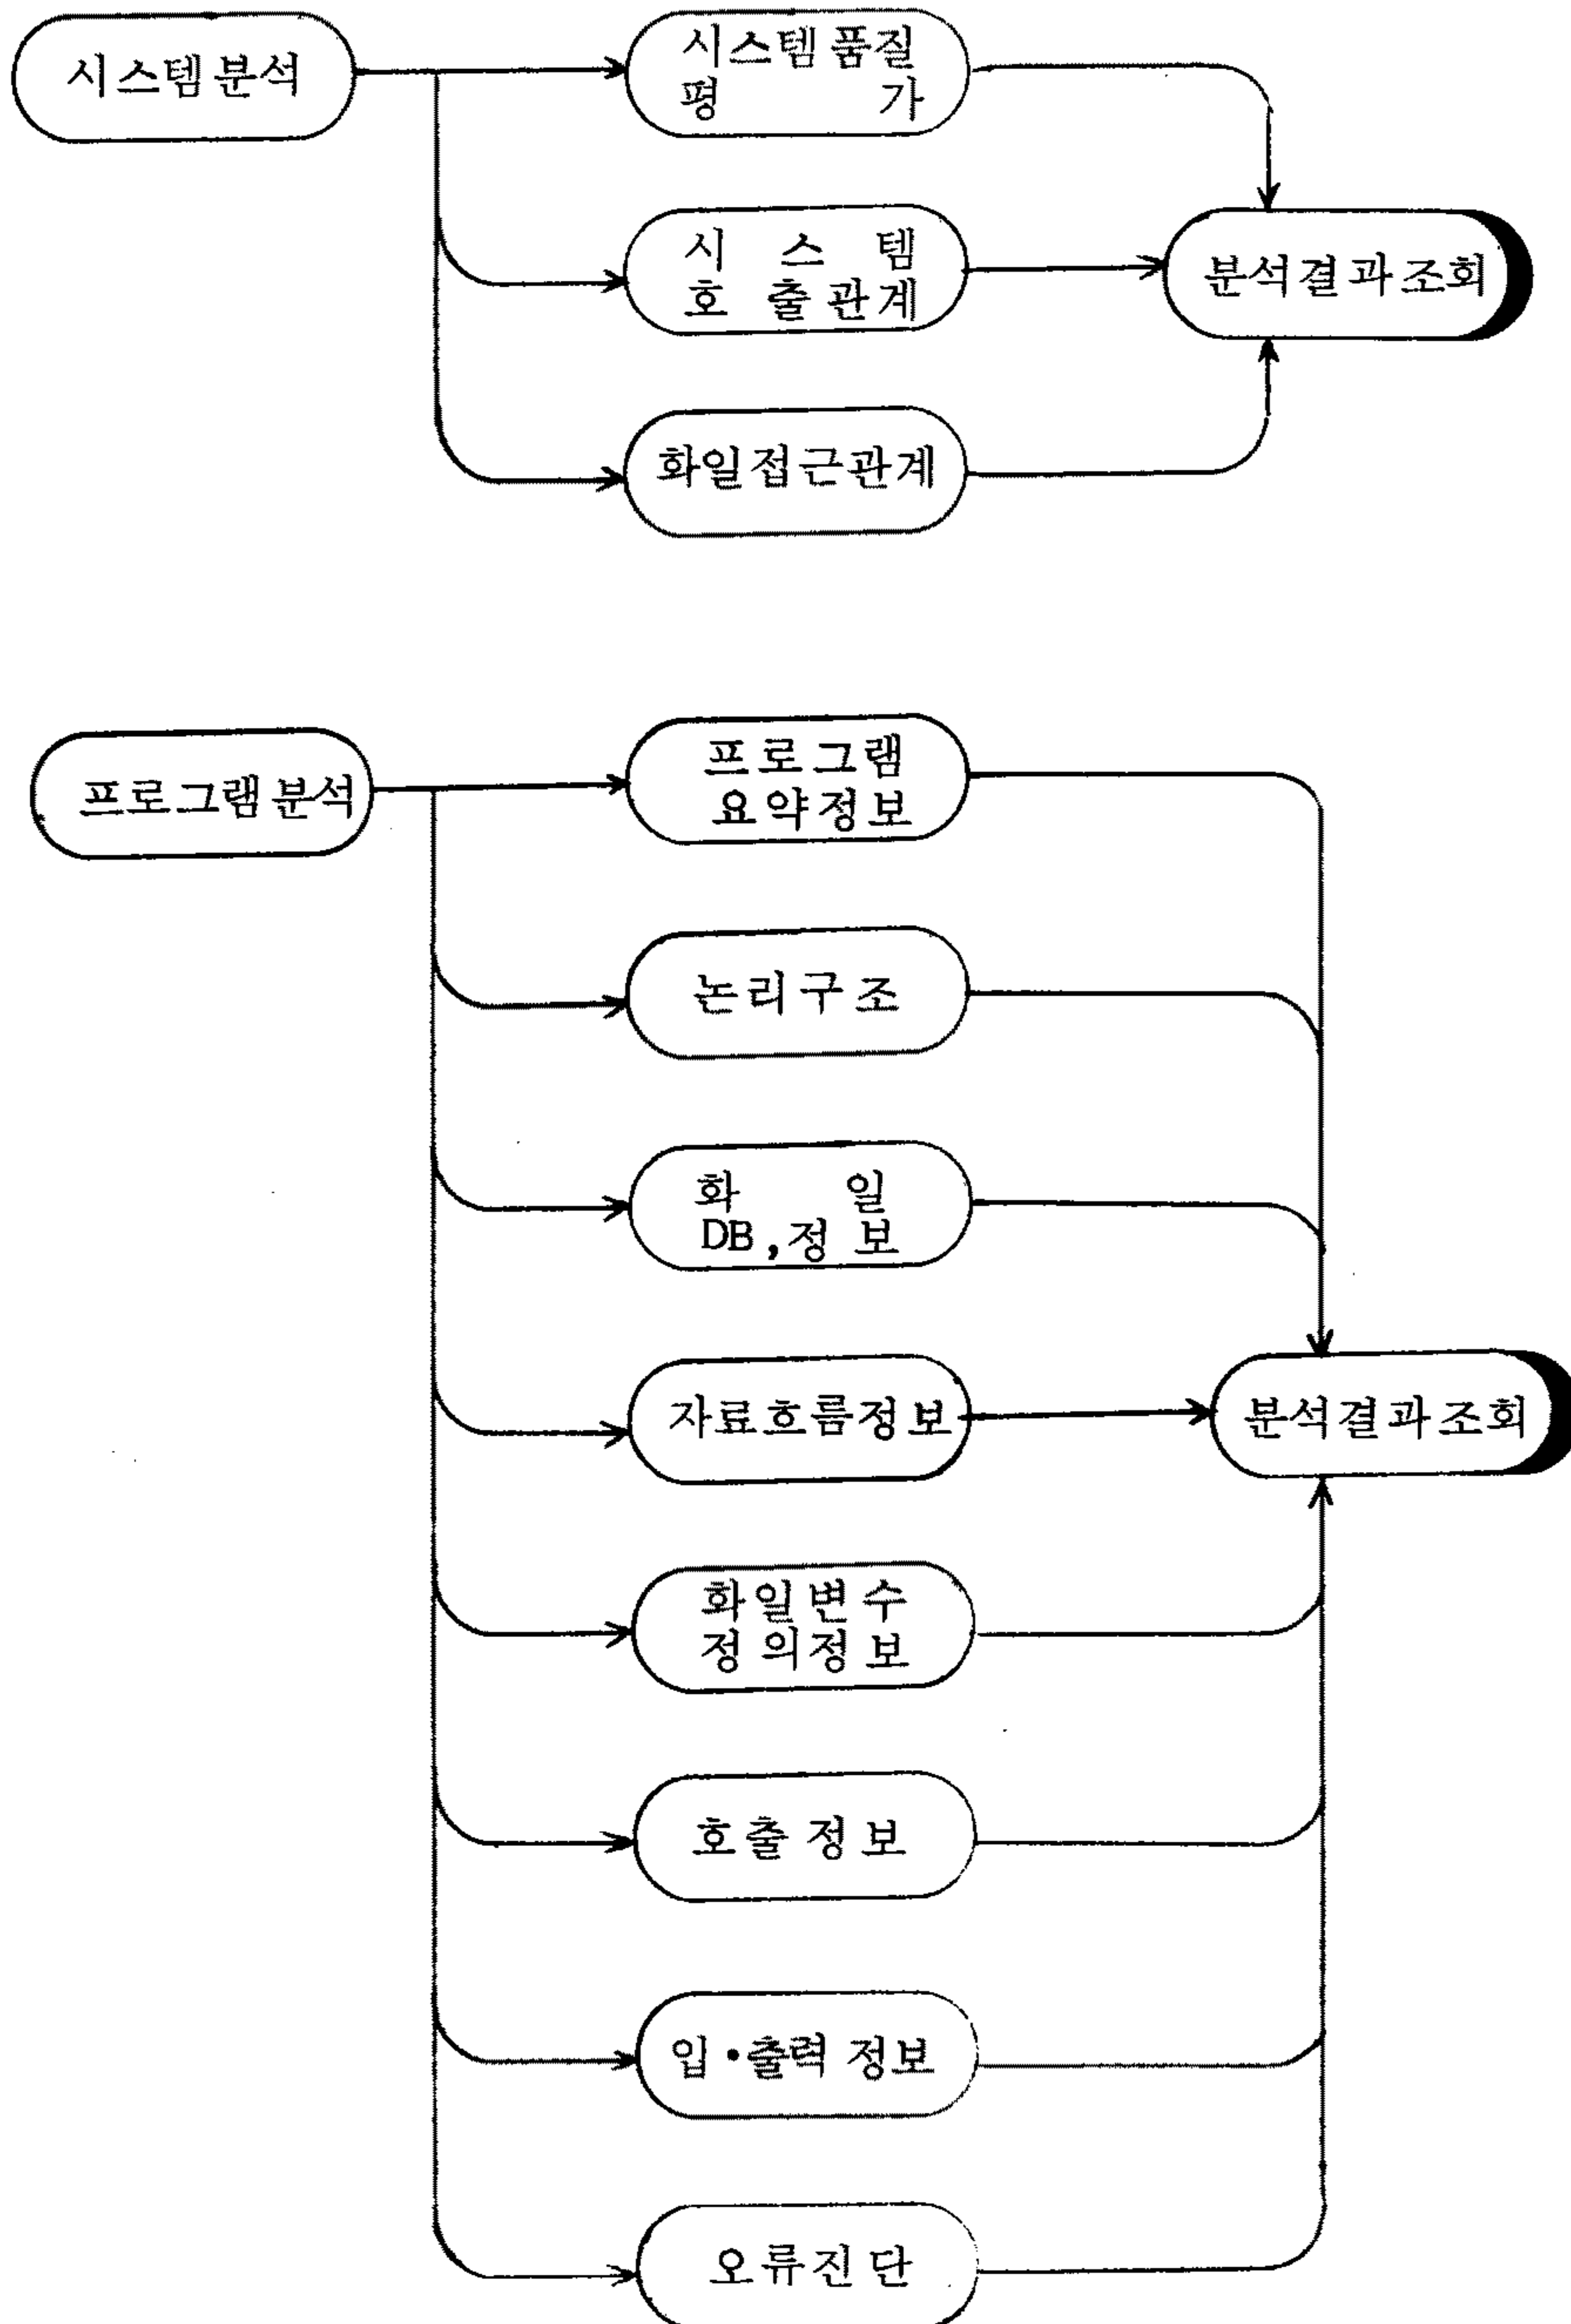 시스템분석
시스템품질
평 가
시 스 템
호 출관계
분석결과조회
화일접근관계
프로그램분석
프로그램
요약정보
논리구조
화 일
DB,정 보
자료흐름정보
분석결과조회
화일변수
정의정보
호출 정보
입·출력 정보
오류진단